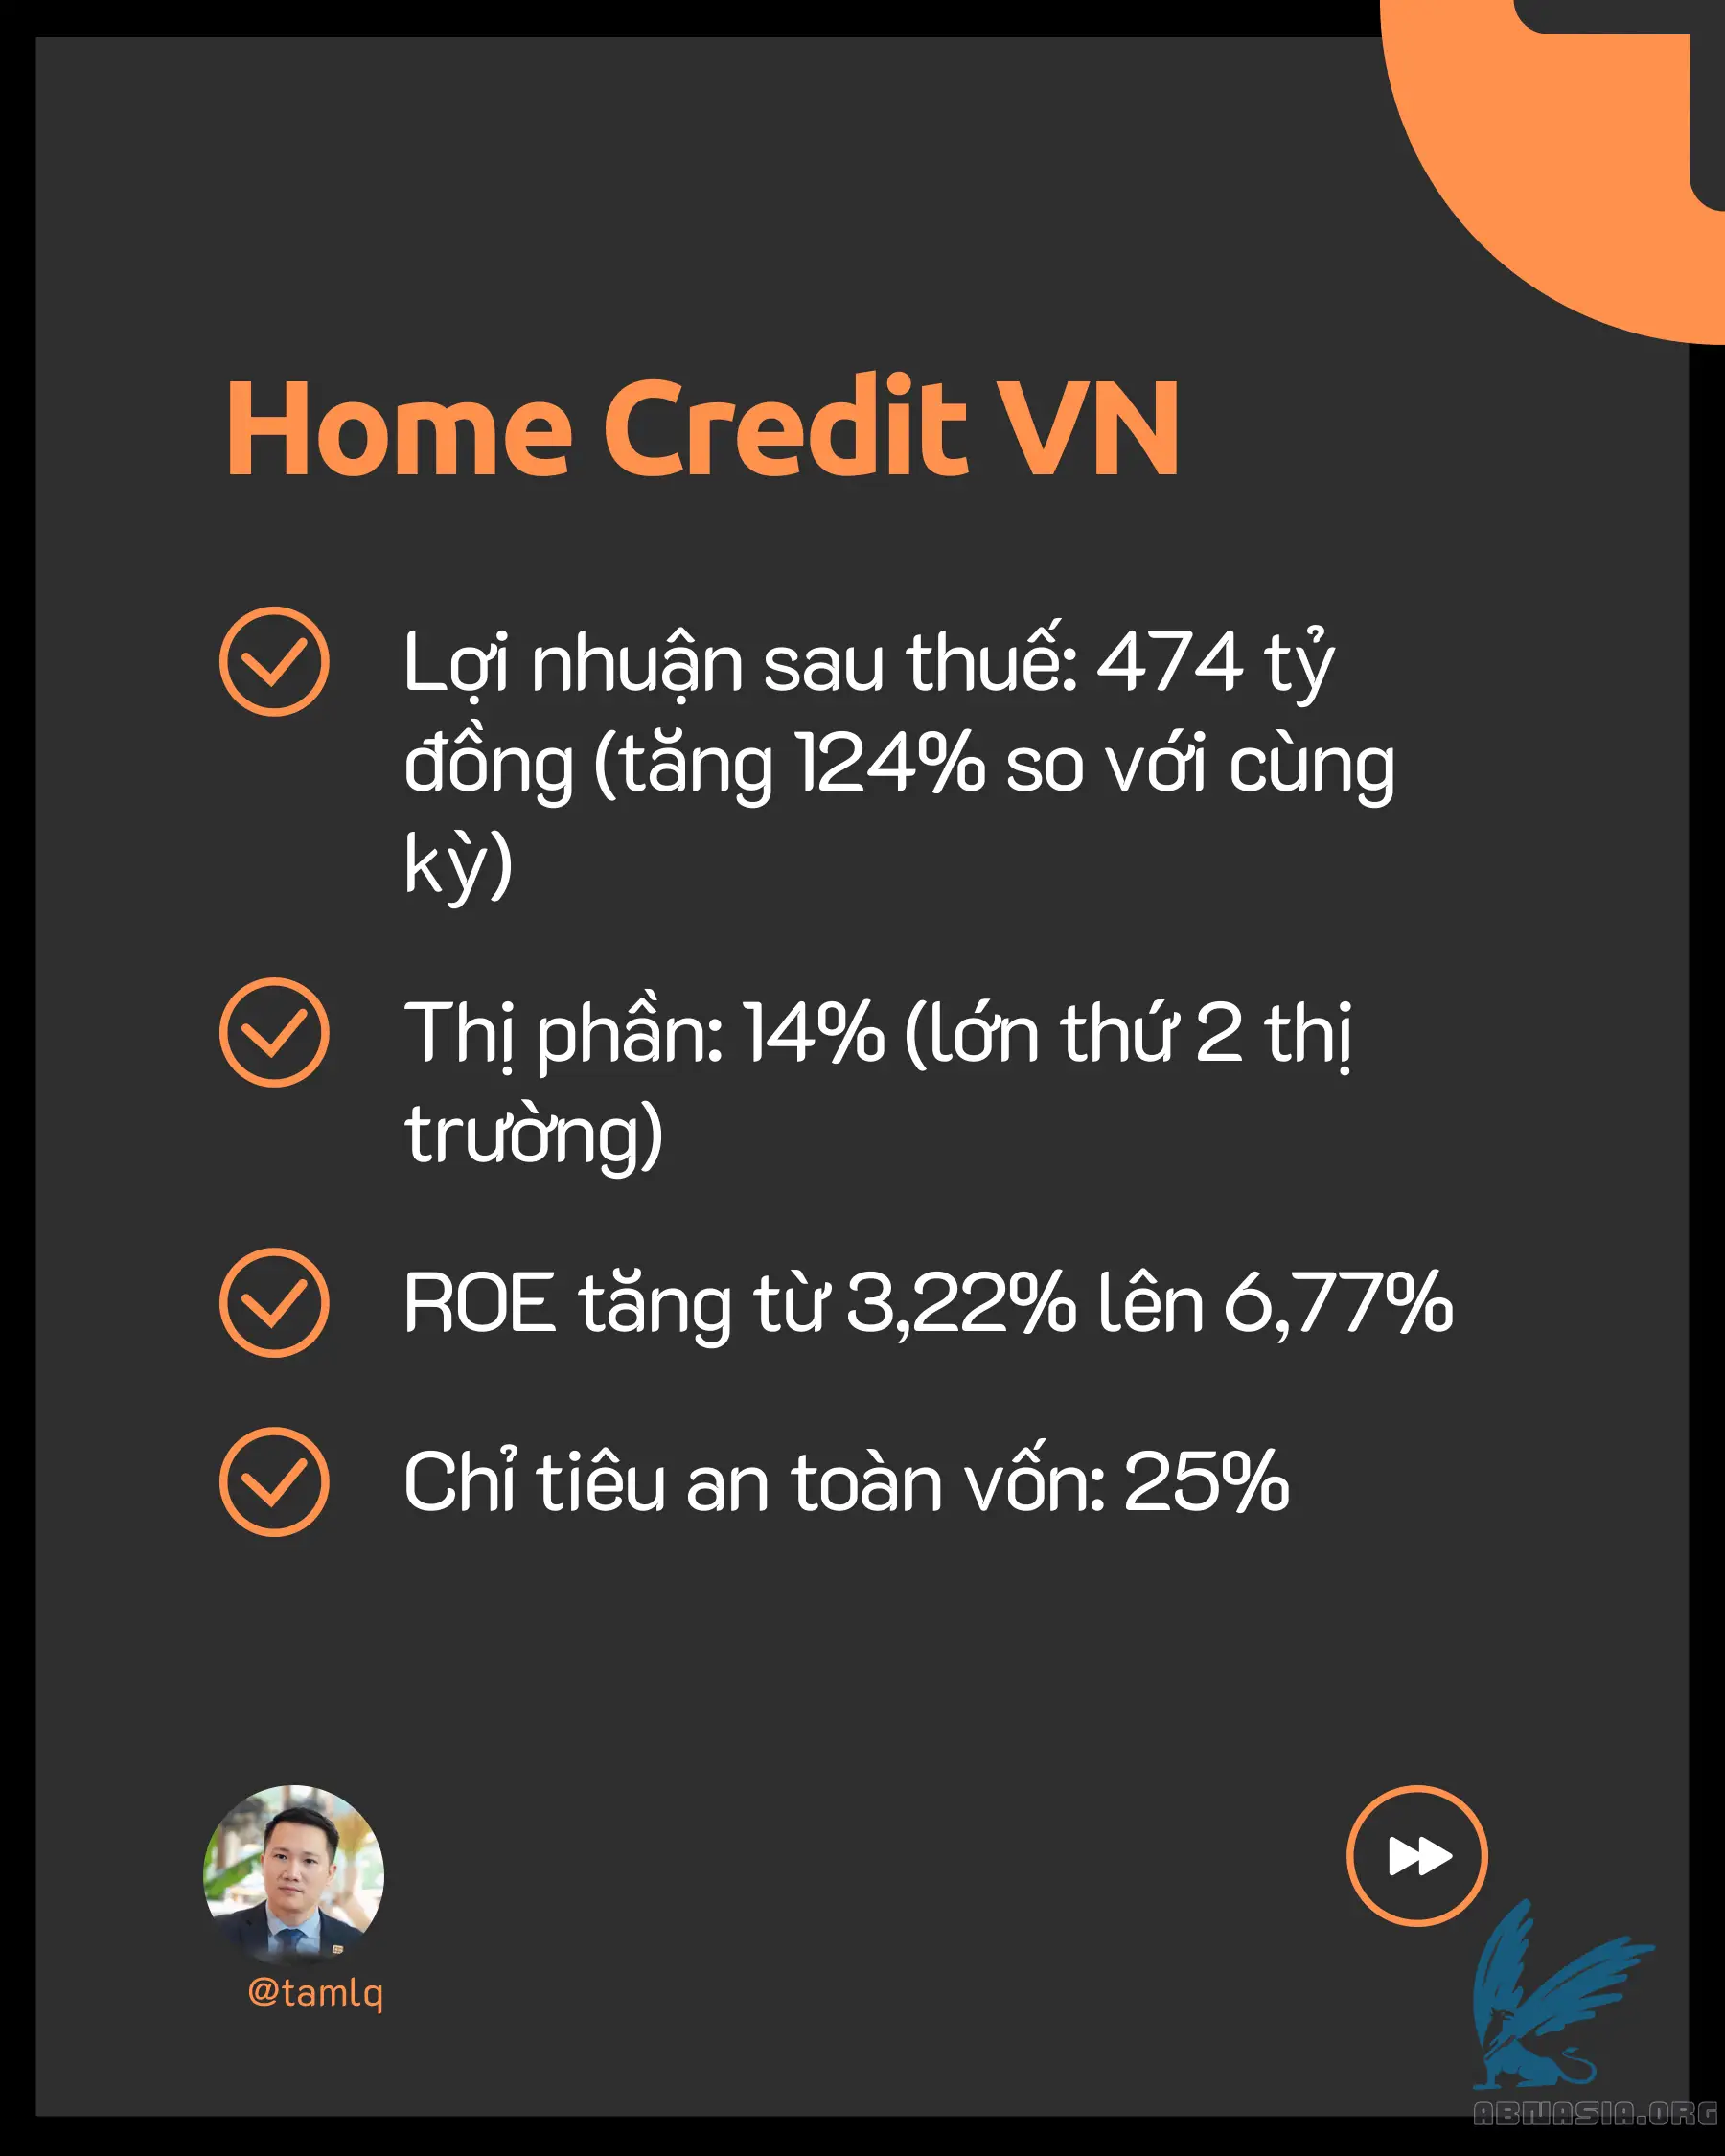 Home Credit VN
Lợi nhuận sau thuế: 474 tỷ
đồng (tăng 124% so với cùng
kỳ)
Thị phần: 14% (lớn thứ 2 thị
trường)
ROE tăng từ 3,22% lên 6,77%
Chỉ tiêu an toàn vốn: 25%
@tamlq
ABNASIA.ORG